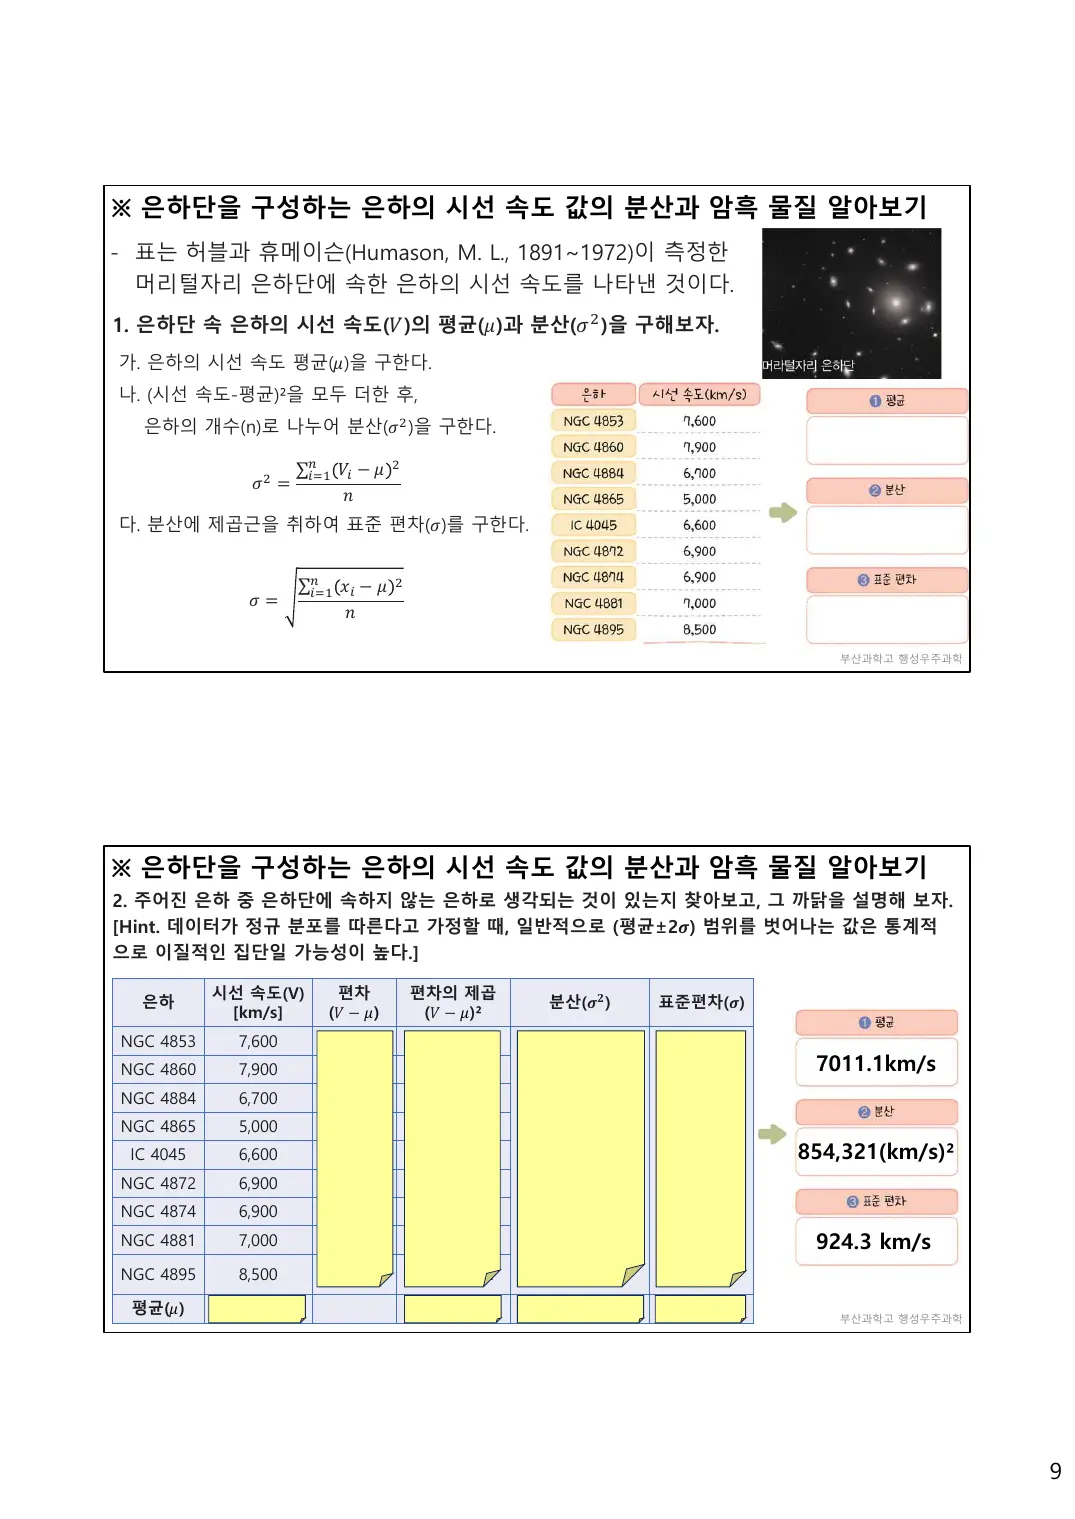 ※ 은하단을 구성하는 은하의 시선 속도 값의 분산과 암흑 물질 알아보기
- 표는 허블과 휴메이슨(Humason, M. L., 1891~1972)이 측정한
머리털자리 은하단에 속한 은하의 시선 속도를 나타낸 것이다.
1. 은하단 속 은하의 시선 속도(𝑉)의 평균(𝜇)과 분산(𝜎²)을 구해보자.
머리털자리 은하단
가. 은하의 시선 속도 평균(𝜇)을 구한다.
나. (시선 속도-평균)²을 모두 더한 후,
은하의 개수(n)로 나누어 분산(𝜎²)을 구한다.
𝜎² = ∑ⁿᵢ₌₁(𝑉ᵢ − 𝜇)² / 𝑛
다. 분산에 제곱근을 취하여 표준 편차(𝜎)를 구한다.
𝜎 = √(∑ⁿᵢ₌₁(𝑥ᵢ − 𝜇)² / 𝑛)
은하 시선 속도(km/s)
NGC 4853 7,600
NGC 4860 7,900
NGC 4884 6,700
NGC 4865 5,000
IC 4045 6,600
NGC 4872 6,900
NGC 4874 6,900
NGC 4881 7,000
NGC 4895 8,500
❶ 평균
❷ 분산
❸ 표준 편차
부산과학고 행성우주과학
※ 은하단을 구성하는 은하의 시선 속도 값의 분산과 암흑 물질 알아보기
2. 주어진 은하 중 은하단에 속하지 않는 은하로 생각되는 것이 있는지 찾아보고, 그 까닭을 설명해 보자.
[Hint. 데이터가 정규 분포를 따른다고 가정할 때, 일반적으로 (평균±2𝝈) 범위를 벗어나는 값은 통계적
으로 이질적인 집단일 가능성이 높다.]
은하 시선 속도(V) [km/s] 편차 (𝑉 − 𝜇) 편차의 제곱 (𝑉 − 𝜇)² 분산(𝝈²) 표준편차(𝝈)
NGC 4853 7,600
NGC 4860 7,900
NGC 4884 6,700
NGC 4865 5,000
IC 4045 6,600
NGC 4872 6,900
NGC 4874 6,900
NGC 4881 7,000
NGC 4895 8,500
평균(𝜇)
❶ 평균
7011.1km/s
❷ 분산
854,321(km/s)²
❸ 표준 편차
924.3 km/s
부산과학고 행성우주과학
9